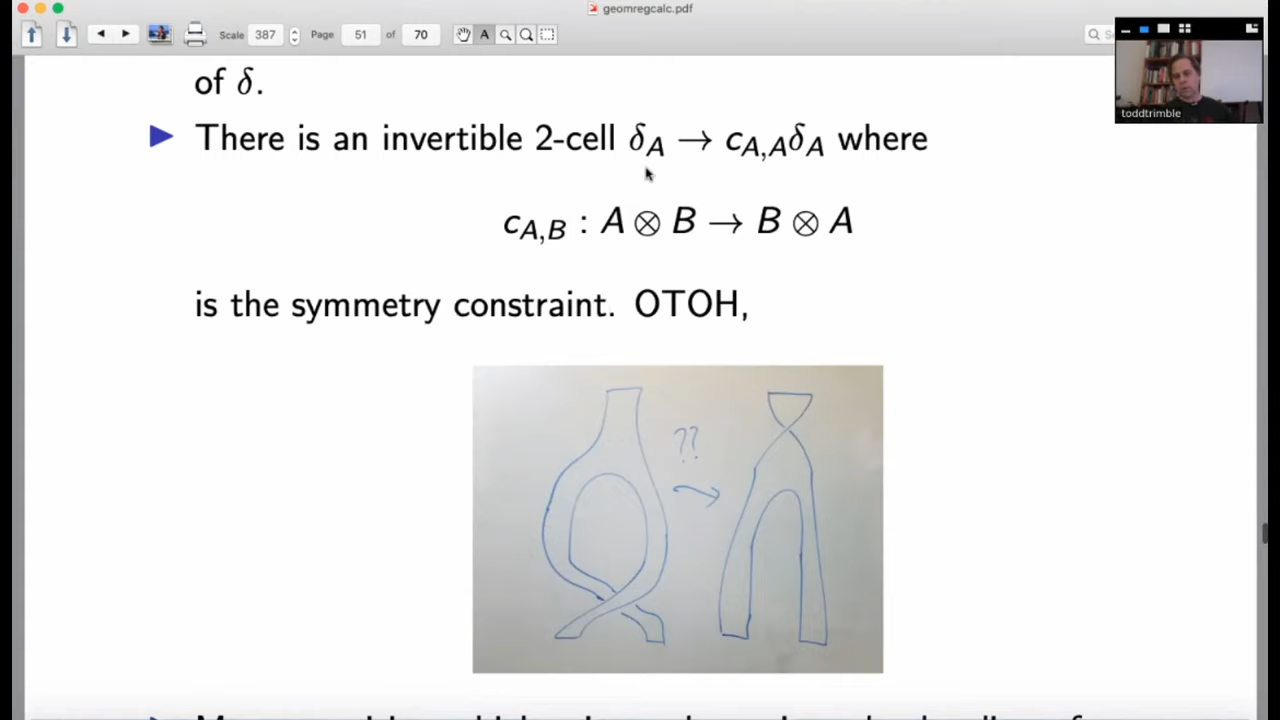 geomregcalc.pdf
Scale 387 Page 51 of 70
toddtrimble
of δ.
There is an invertible 2-cell δ_A → c_{A,A}δ_A where
c_{A,B} : A ⊗ B → B ⊗ A
is the symmetry constraint. OTOH,
??